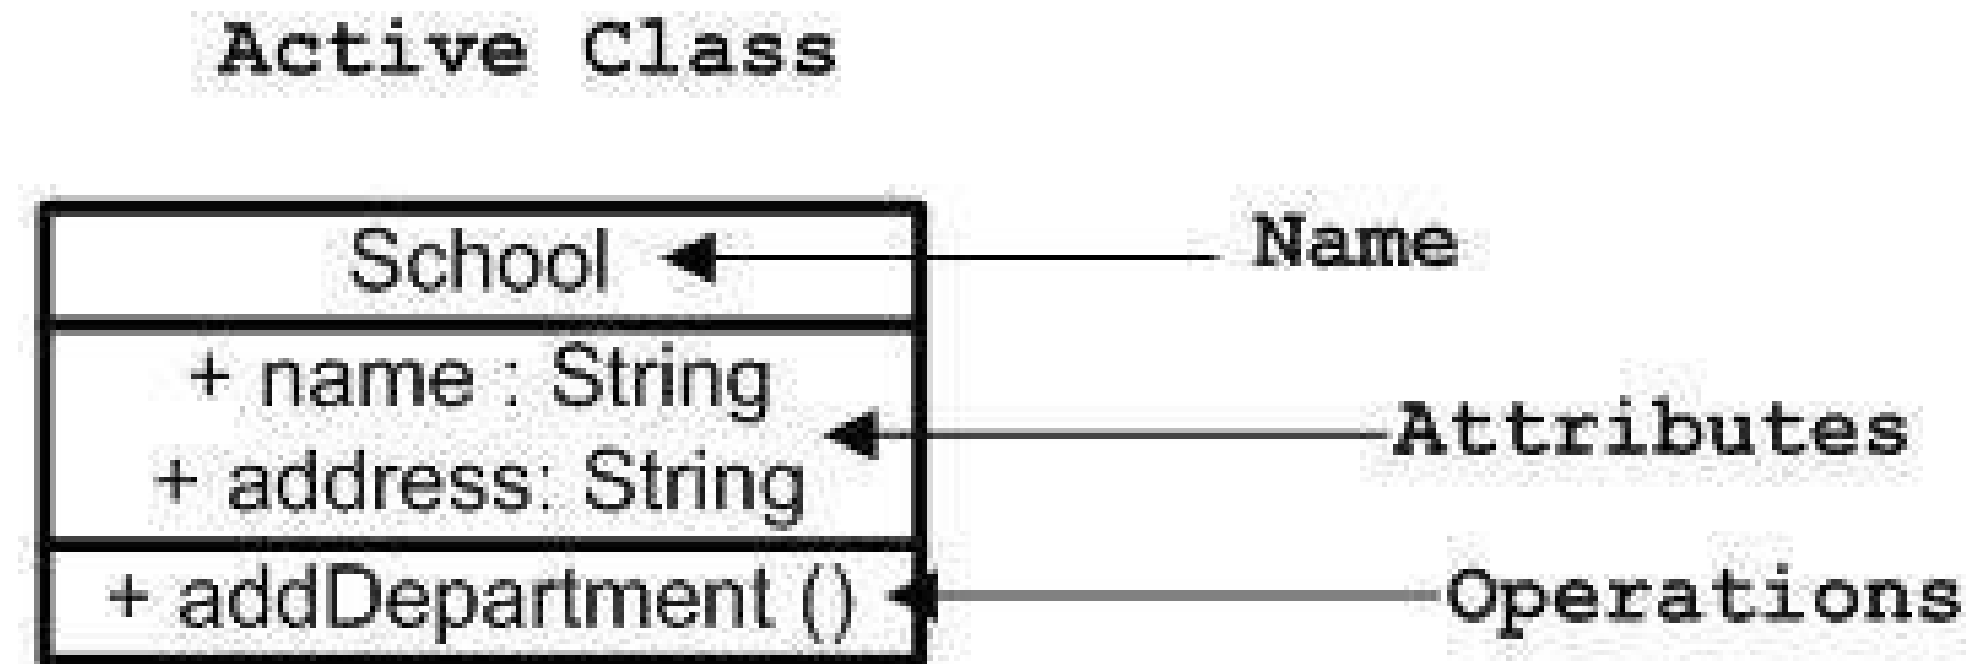 Active Class
School
Name
+ name : String
+ address: String
Attributes
+ addDepartment ()
Operations